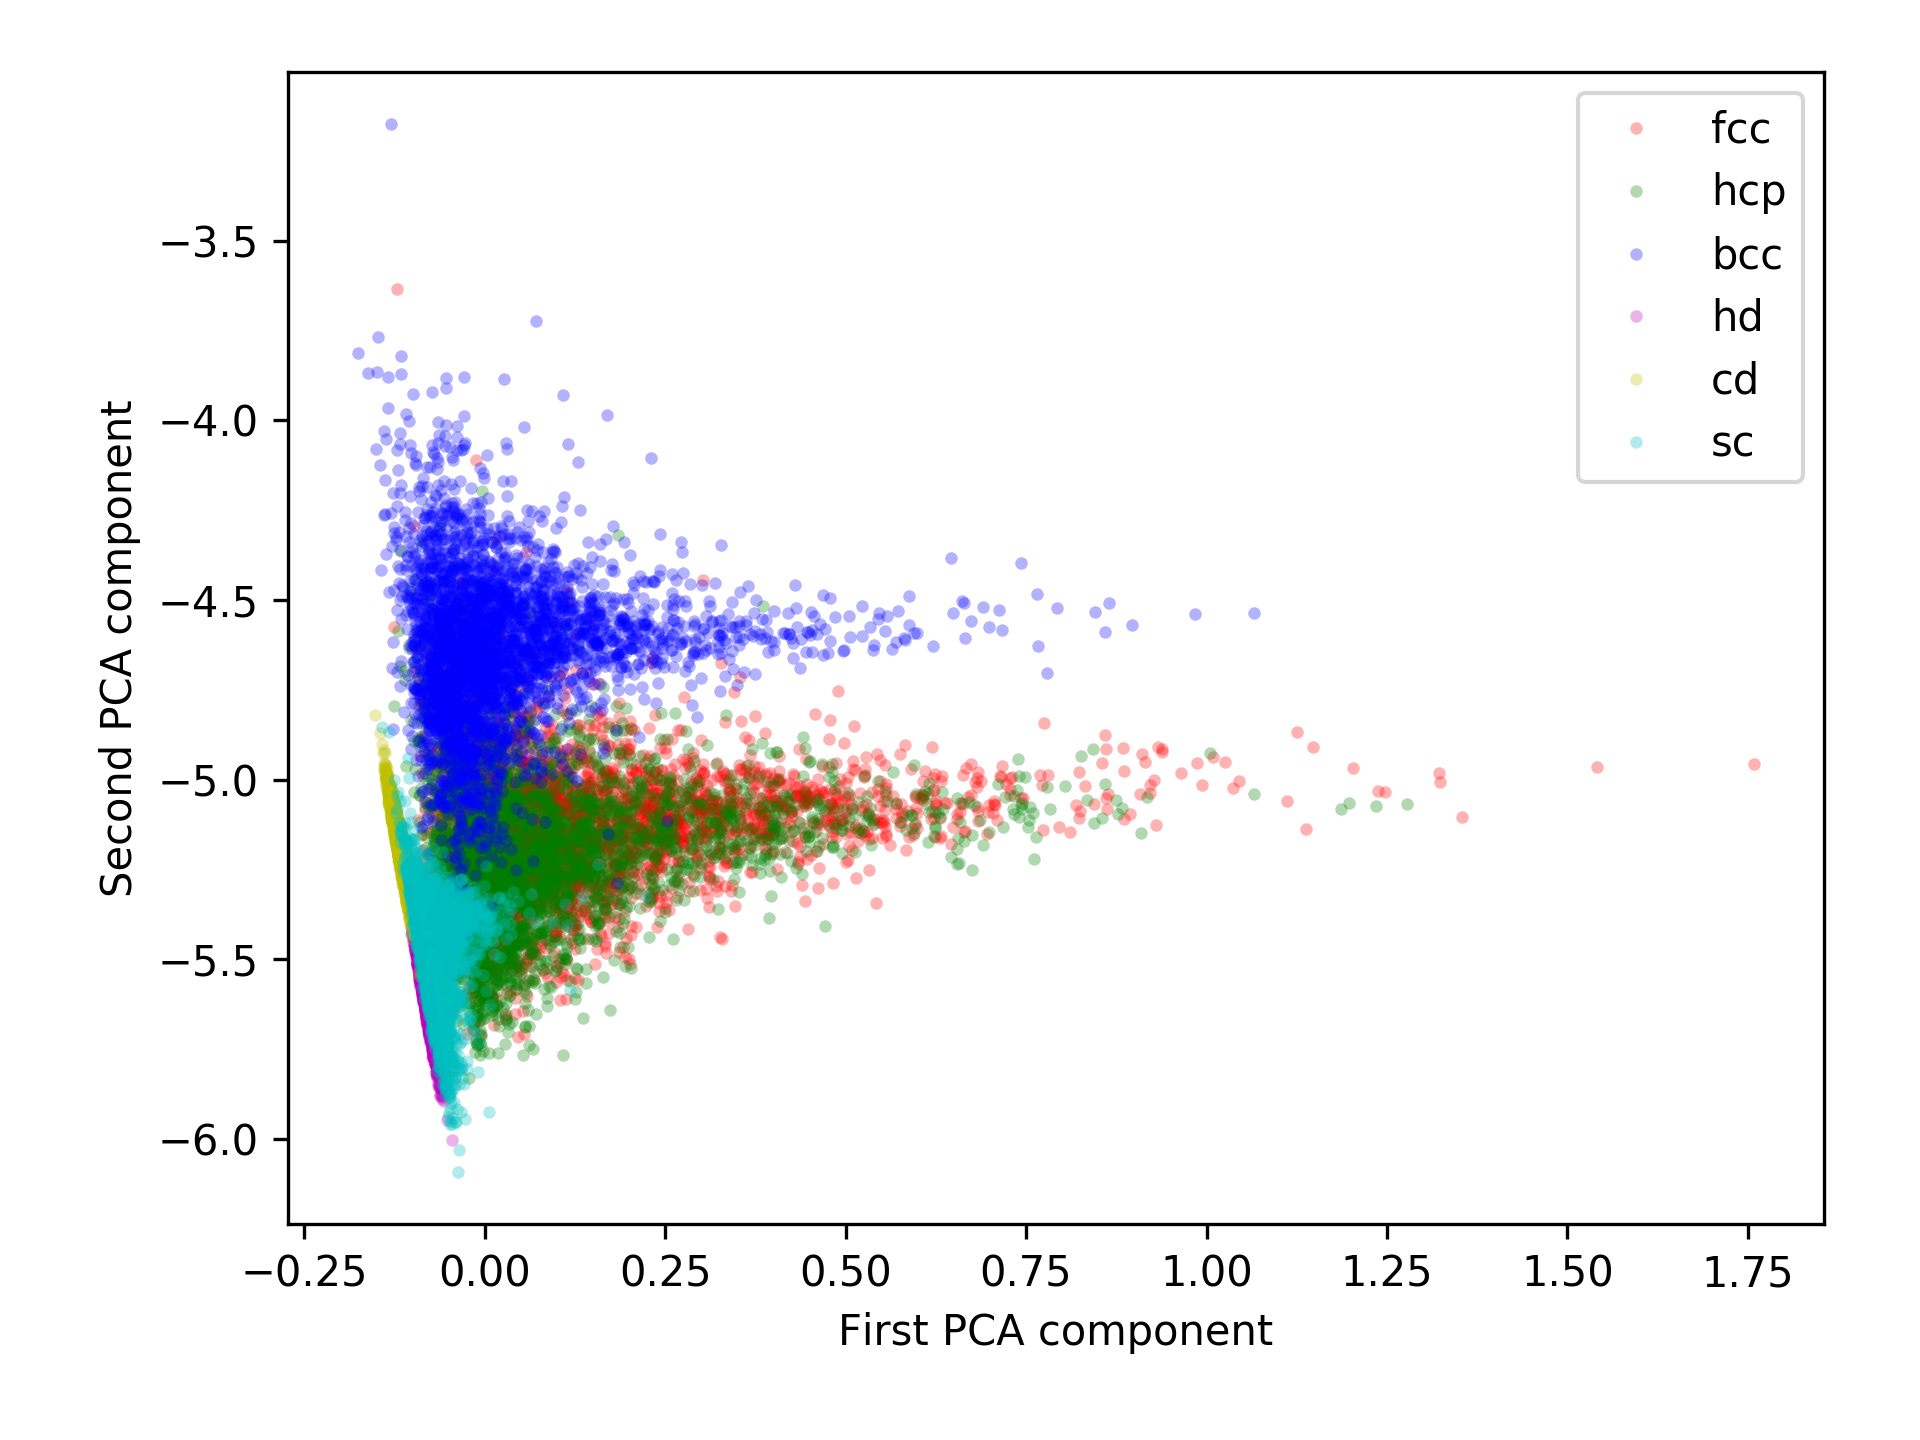 fcc
hcp
bcc
hd
cd
sc
−3.5
−4.0
−4.5
−5.0
−5.5
−6.0
Second PCA component
−0.25 0.00 0.25 0.50 0.75 1.00 1.25 1.50 1.75
First PCA component